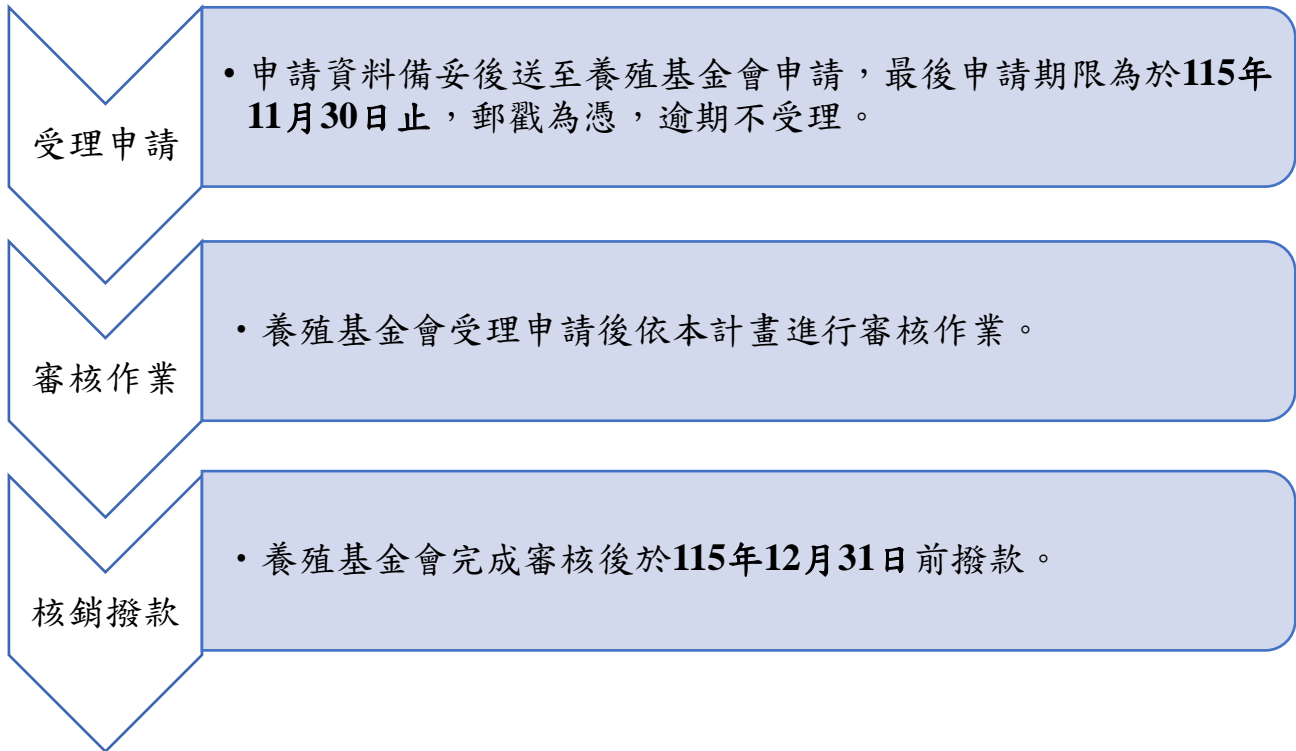 受理申請
•申請資料備妥後送至養殖基金會申請，最後申請期限為於115年
11月30日止，郵戳為憑，逾期不受理。
審核作業
•養殖基金會受理申請後依本計畫進行審核作業。
核銷撥款
•養殖基金會完成審核後於115年12月31日前撥款。